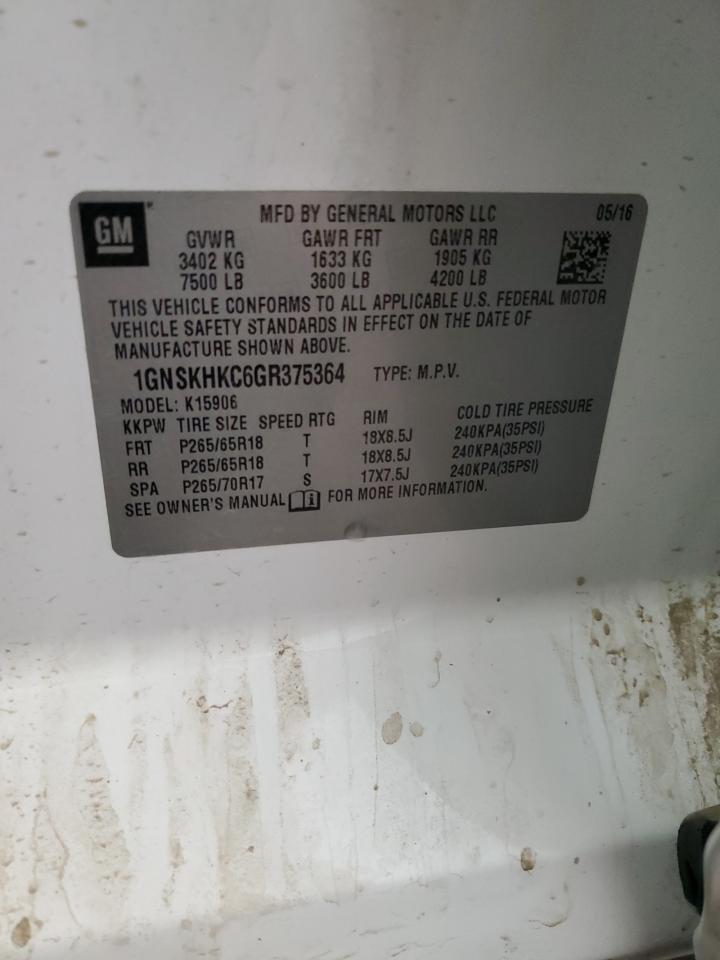 GM
MFD BY GENERAL MOTORS LLC 05/16
GVWR GAWR FRT GAWR RR
3402 KG 1633 KG 1905 KG
7500 LB 3600 LB 4200 LB
THIS VEHICLE CONFORMS TO ALL APPLICABLE U.S. FEDERAL MOTOR
VEHICLE SAFETY STANDARDS IN EFFECT ON THE DATE OF
MANUFACTURE SHOWN ABOVE.
1GNSKHKC6GR375364 TYPE: M.P.V.
MODEL: K15906
KKPW TIRE SIZE SPEED RTG RIM COLD TIRE PRESSURE
FRT P265/65R18 T 18X8.5J 240KPA(35PSI)
RR P265/65R18 T 18X8.5J 240KPA(35PSI)
SPA P265/70R17 S 17X7.5J 240KPA(35PSI)
SEE OWNER'S MANUAL FOR MORE INFORMATION.